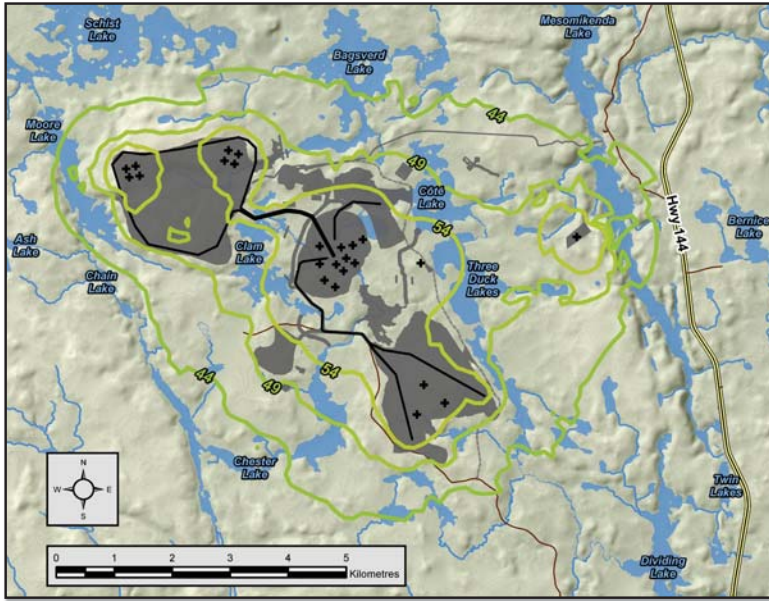 Schist
Lake
Mesomikenda
Lake
Bagsverd
Lake
44
Moore
Lake
49
Côté
Lake
Hwy-144
54
Bernice
Lake
Ash
Lake
Clam
Lake
Chain
Lake
Three
Duck
Lakes
44
49
54
Chester
Lake
N
W
E
S
Twin
Lakes
Dividing
Lake
0 1 2 3 4 5
Kilometres